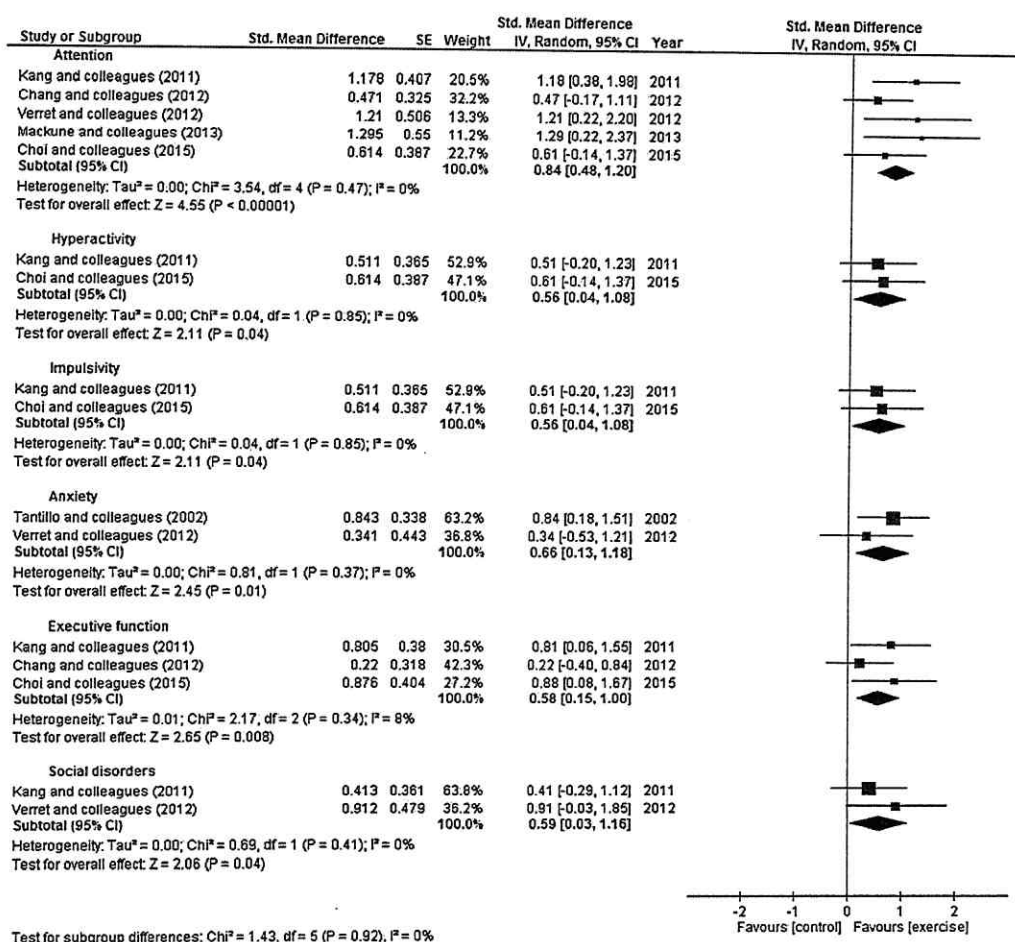 Std. Mean Difference Std. Mean Difference
Study or Subgroup Std. Mean Difference SE Weight IV, Random, 95% CI Year IV, Random, 95% CI
Attention
Kang and colleagues (2011) 1.178 0.407 20.5% 1.18 [0.38, 1.98] 2011
Chang and colleagues (2012) 0.471 0.325 32.2% 0.47 [-0.17, 1.11] 2012
Verret and colleagues (2012) 1.21 0.506 13.3% 1.21 [0.22, 2.20] 2012
Mackune and colleagues (2013) 1.295 0.55 11.2% 1.29 [0.22, 2.37] 2013
Choi and colleagues (2015) 0.614 0.387 22.7% 0.61 [-0.14, 1.37] 2015
Subtotal (95% CI) 100.0% 0.84 [0.48, 1.20]
Heterogeneity: Tau² = 0.00; Chi² = 3.54, df = 4 (P = 0.47); I² = 0%
Test for overall effect: Z = 4.55 (P < 0.00001)
Hyperactivity
Kang and colleagues (2011) 0.511 0.365 52.9% 0.51 [-0.20, 1.23] 2011
Choi and colleagues (2015) 0.614 0.387 47.1% 0.61 [-0.14, 1.37] 2015
Subtotal (95% CI) 100.0% 0.56 [0.04, 1.08]
Heterogeneity: Tau² = 0.00; Chi² = 0.04, df = 1 (P = 0.85); I² = 0%
Test for overall effect: Z = 2.11 (P = 0.04)
Impulsivity
Kang and colleagues (2011) 0.511 0.365 52.9% 0.51 [-0.20, 1.23] 2011
Choi and colleagues (2015) 0.614 0.387 47.1% 0.61 [-0.14, 1.37] 2015
Subtotal (95% CI) 100.0% 0.56 [0.04, 1.08]
Heterogeneity: Tau² = 0.00; Chi² = 0.04, df = 1 (P = 0.85); I² = 0%
Test for overall effect: Z = 2.11 (P = 0.04)
Anxiety
Tantillo and colleagues (2002) 0.843 0.338 63.2% 0.84 [0.18, 1.51] 2002
Verret and colleagues (2012) 0.341 0.443 36.8% 0.34 [-0.53, 1.21] 2012
Subtotal (95% CI) 100.0% 0.66 [0.13, 1.18]
Heterogeneity: Tau² = 0.00; Chi² = 0.81, df = 1 (P = 0.37); I² = 0%
Test for overall effect: Z = 2.45 (P = 0.01)
Executive function
Kang and colleagues (2011) 0.805 0.38 30.5% 0.81 [0.06, 1.55] 2011
Chang and colleagues (2012) 0.22 0.318 42.3% 0.22 [-0.40, 0.84] 2012
Choi and colleagues (2015) 0.876 0.404 27.2% 0.88 [0.08, 1.67] 2015
Subtotal (95% CI) 100.0% 0.58 [0.15, 1.00]
Heterogeneity: Tau² = 0.01; Chi² = 2.17, df = 2 (P = 0.34); I² = 8%
Test for overall effect: Z = 2.65 (P = 0.008)
Social disorders
Kang and colleagues (2011) 0.413 0.361 63.8% 0.41 [-0.29, 1.12] 2011
Verret and colleagues (2012) 0.912 0.479 36.2% 0.91 [-0.03, 1.85] 2012
Subtotal (95% CI) 100.0% 0.59 [0.03, 1.16]
Heterogeneity: Tau² = 0.00; Chi² = 0.69, df = 1 (P = 0.41); I² = 0%
Test for overall effect: Z = 2.06 (P = 0.04)
-2 -1 0 1 2
Favours [control] Favours [exercise]
Test for subgroup differences: Chi² = 1.43, df = 5 (P = 0.92), I² = 0%